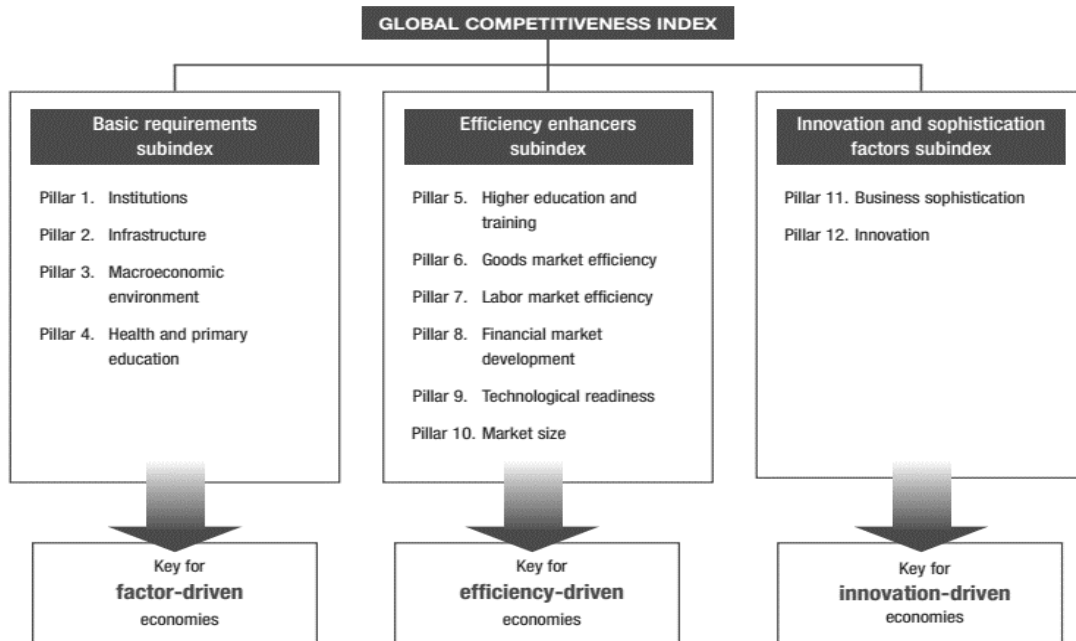 GLOBAL COMPETITIVENESS INDEX
Basic requirements
subindex
Pillar 1. Institutions
Pillar 2. Infrastructure
Pillar 3. Macroeconomic
environment
Pillar 4. Health and primary
education
Key for
factor-driven
economies
Efficiency enhancers
subindex
Pillar 5. Higher education and
training
Pillar 6. Goods market efficiency
Pillar 7. Labor market efficiency
Pillar 8. Financial market
development
Pillar 9. Technological readiness
Pillar 10. Market size
Key for
efficiency-driven
economies
Innovation and sophistication
factors subindex
Pillar 11. Business sophistication
Pillar 12. Innovation
Key for
innovation-driven
economies